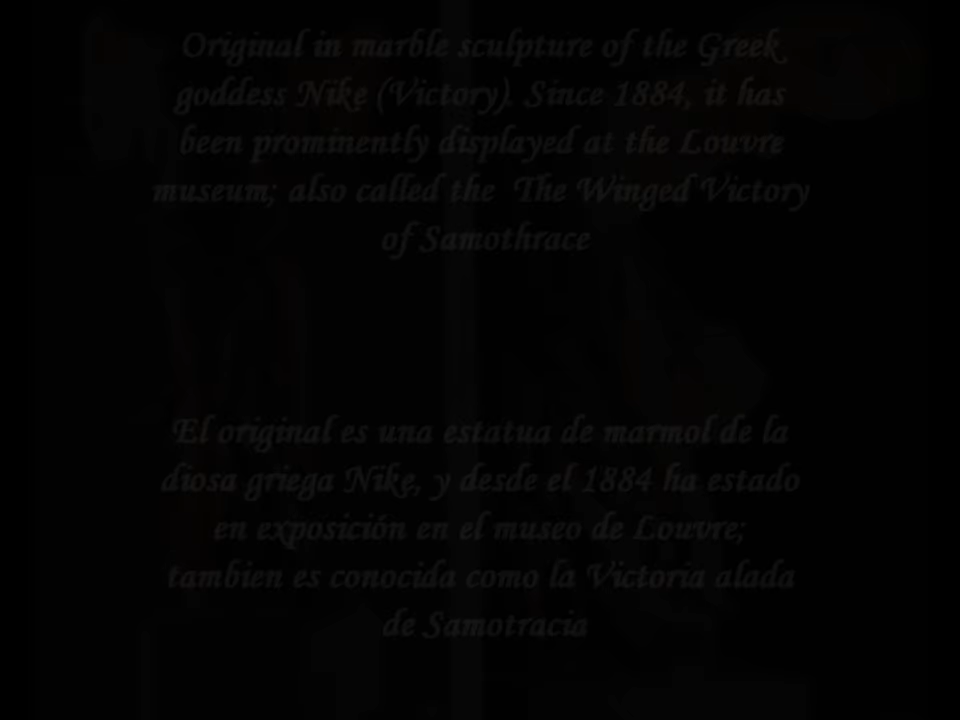 Original in marble sculpture of the Greek
goddess Nike (Victory). Since 1884, it has
been prominently displayed at the Louvre
museum; also called the The Winged Victory
of Samothrace
El original es una estatua de marmol de la
diosa griega Nike, y desde el 1884 ha estado
en exposición en el museo de Louvre;
tambien es conocida como la Victoria alada
de Samotracia